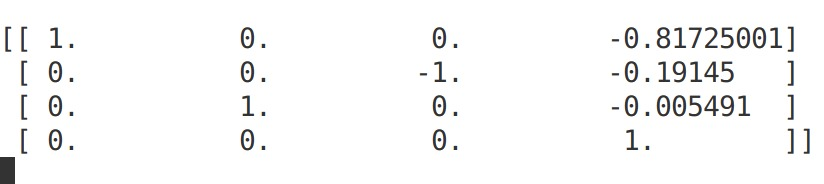 [[ 1. 0. 0. -0.81725001]
[ 0. 0. -1. -0.19145 ]
[ 0. 1. 0. -0.005491 ]
[ 0. 0. 0. 1. ]]